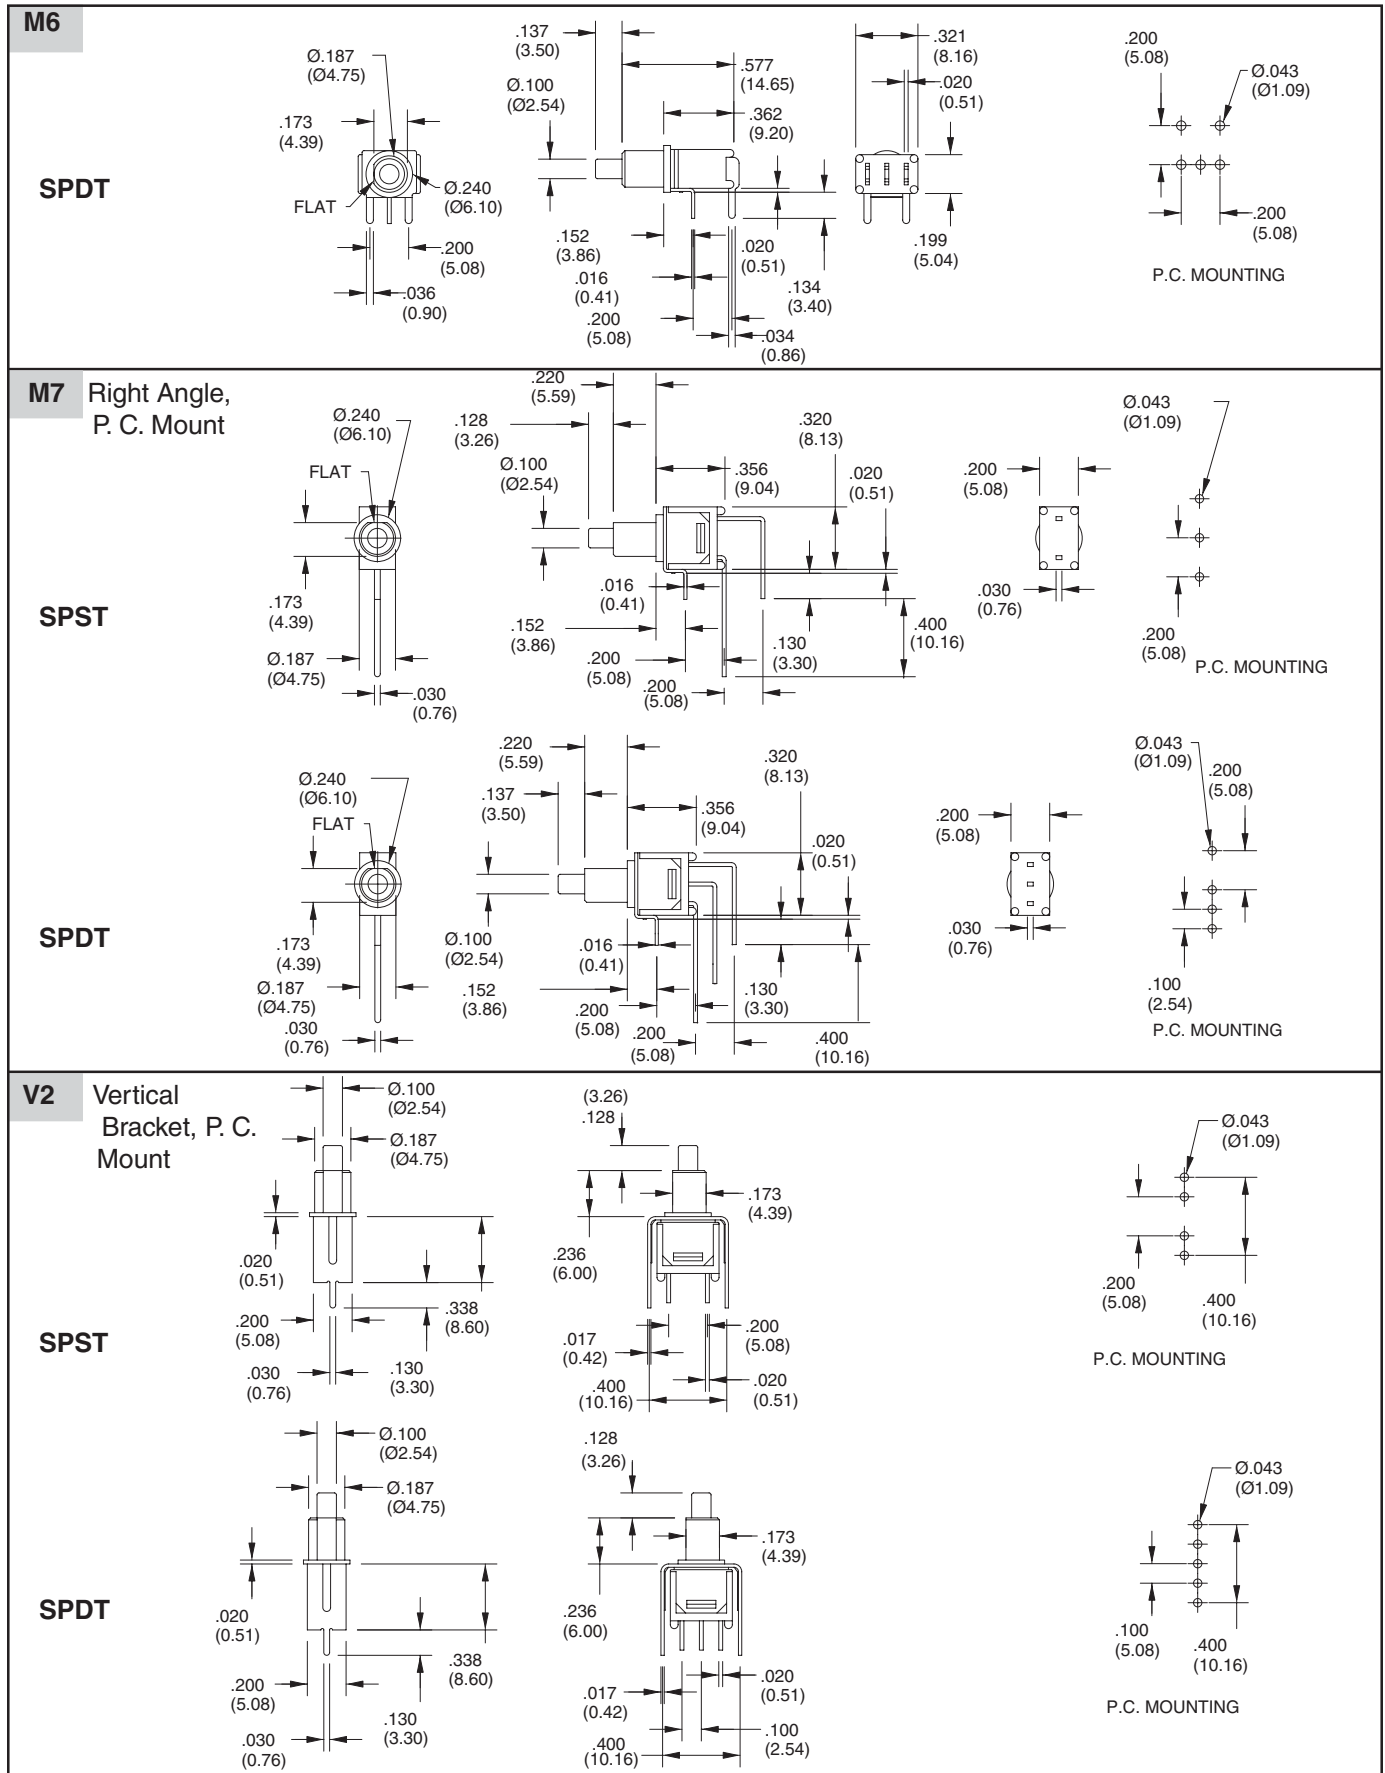 M6
SPDT
Ø.187
(Ø4.75)
.173
(4.39)
FLAT
Ø.240
(Ø6.10)
.200
(5.08)
.036
(0.90)
.137
(3.50)
Ø.100
(Ø2.54)
.577
(14.65)
.362
(9.20)
.152
(3.86)
.016
(0.41)
.200
(5.08)
.020
(0.51)
.134
(3.40)
.034
(0.86)
.321
(8.16)
.020
(0.51)
.199
(5.04)
.200
(5.08)
Ø.043
(Ø1.09)
.200
(5.08)
P.C. MOUNTING
M7 Right Angle,
P. C. Mount
SPST
Ø.240
(Ø6.10)
FLAT
.173
(4.39)
Ø.187
(Ø4.75)
.030
(0.76)
.220
(5.59)
.128
(3.26)
Ø.100
(Ø2.54)
.356
(9.04)
.320
(8.13)
.020
(0.51)
.016
(0.41)
.152
(3.86)
.200
(5.08)
.200
(5.08)
.130
(3.30)
.400
(10.16)
.200
(5.08)
.030
(0.76)
Ø.043
(Ø1.09)
.200
(5.08)
P.C. MOUNTING
SPDT
Ø.240
(Ø6.10)
FLAT
.173
(4.39)
Ø.187
(Ø4.75)
.030
(0.76)
.220
(5.59)
.137
(3.50)
Ø.100
(Ø2.54)
.356
(9.04)
.320
(8.13)
.020
(0.51)
.016
(0.41)
.152
(3.86)
.200
(5.08)
.200
(5.08)
.130
(3.30)
.400
(10.16)
.200
(5.08)
.030
(0.76)
Ø.043
(Ø1.09)
.200
(5.08)
.100
(2.54)
P.C. MOUNTING
V2 Vertical
Bracket, P. C.
Mount
SPST
Ø.100
(Ø2.54)
Ø.187
(Ø4.75)
.020
(0.51)
.200
(5.08)
.030
(0.76)
.338
(8.60)
.130
(3.30)
(3.26)
.128
.173
(4.39)
.236
(6.00)
.017
(0.42)
.400
(10.16)
.200
(5.08)
.020
(0.51)
Ø.043
(Ø1.09)
.200
(5.08)
.400
(10.16)
P.C. MOUNTING
SPDT
Ø.100
(Ø2.54)
Ø.187
(Ø4.75)
.020
(0.51)
.200
(5.08)
.030
(0.76)
.338
(8.60)
.130
(3.30)
.128
(3.26)
.173
(4.39)
.236
(6.00)
.017
(0.42)
.400
(10.16)
.020
(0.51)
.100
(2.54)
Ø.043
(Ø1.09)
.100
(5.08)
.400
(10.16)
P.C. MOUNTING